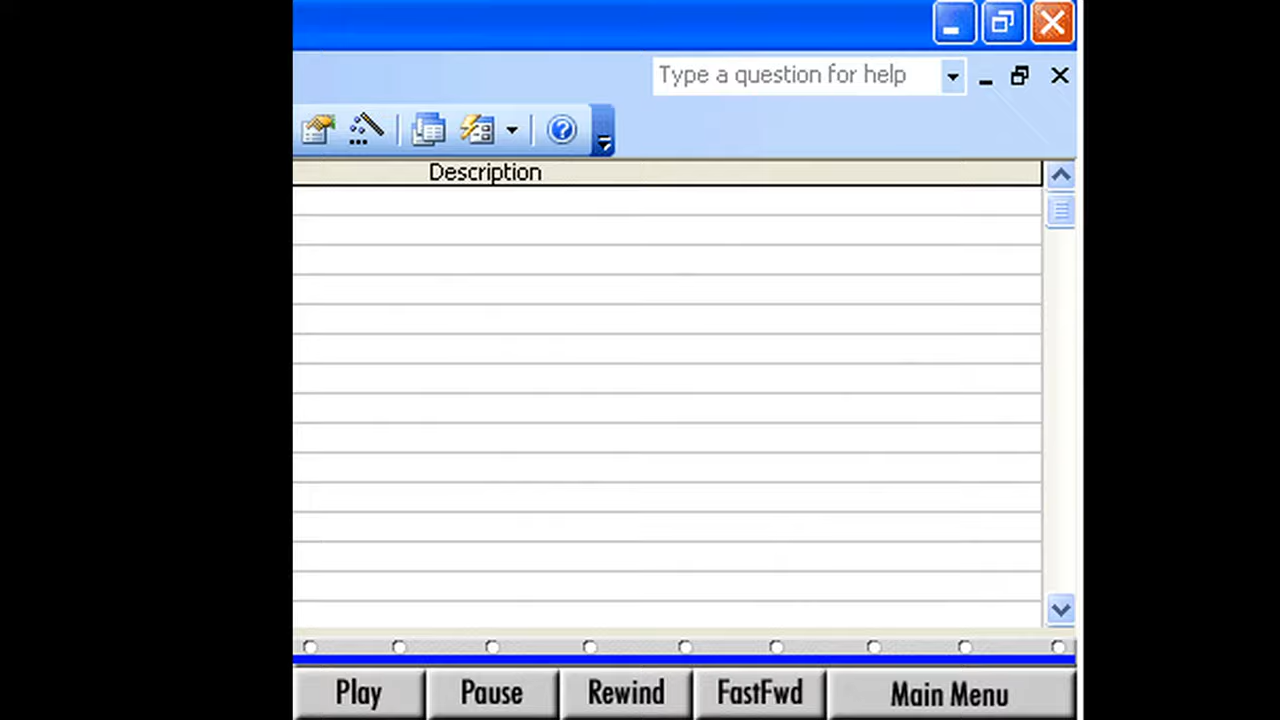 Type a question for help
Description
Play Pause Rewind FastFwd Main Menu